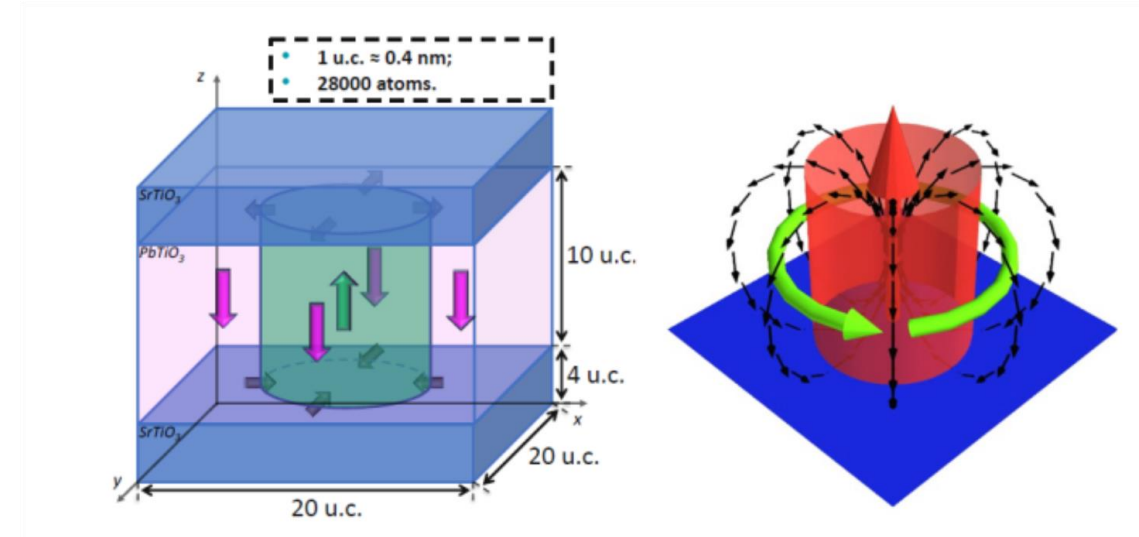 1 u.c. ≈ 0.4 nm;
28000 atoms.
z
SrTiO₃
PbTiO₃
10 u.c.
4 u.c.
SrTiO₃
x
20 u.c.
y
20 u.c.